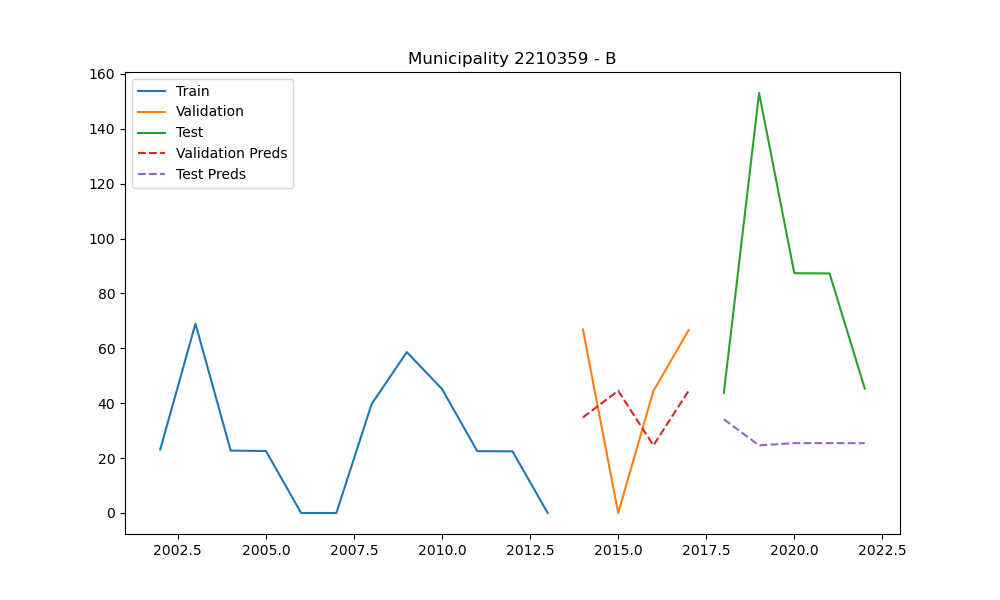 Municipality 2210359 - B
Train
Validation
Test
Validation Preds
Test Preds
160
140
120
100
80
60
40
20
0
2002.5 2005.0 2007.5 2010.0 2012.5 2015.0 2017.5 2020.0 2022.5